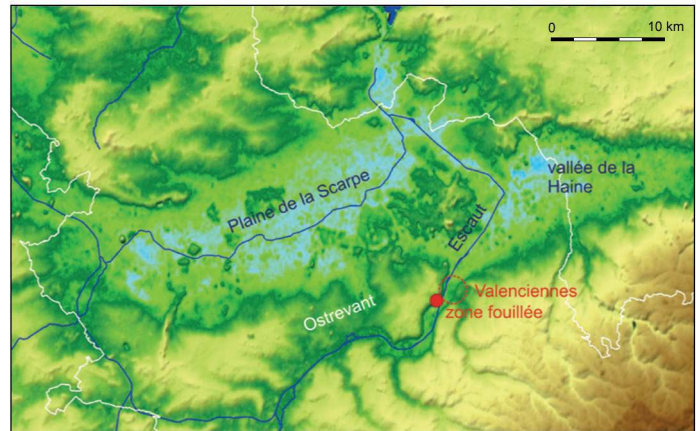 0 10 km
vallée de la
Haine
Plaine de la Scarpe
Escaut
Valenciennes
zone fouillée
Ostrevant